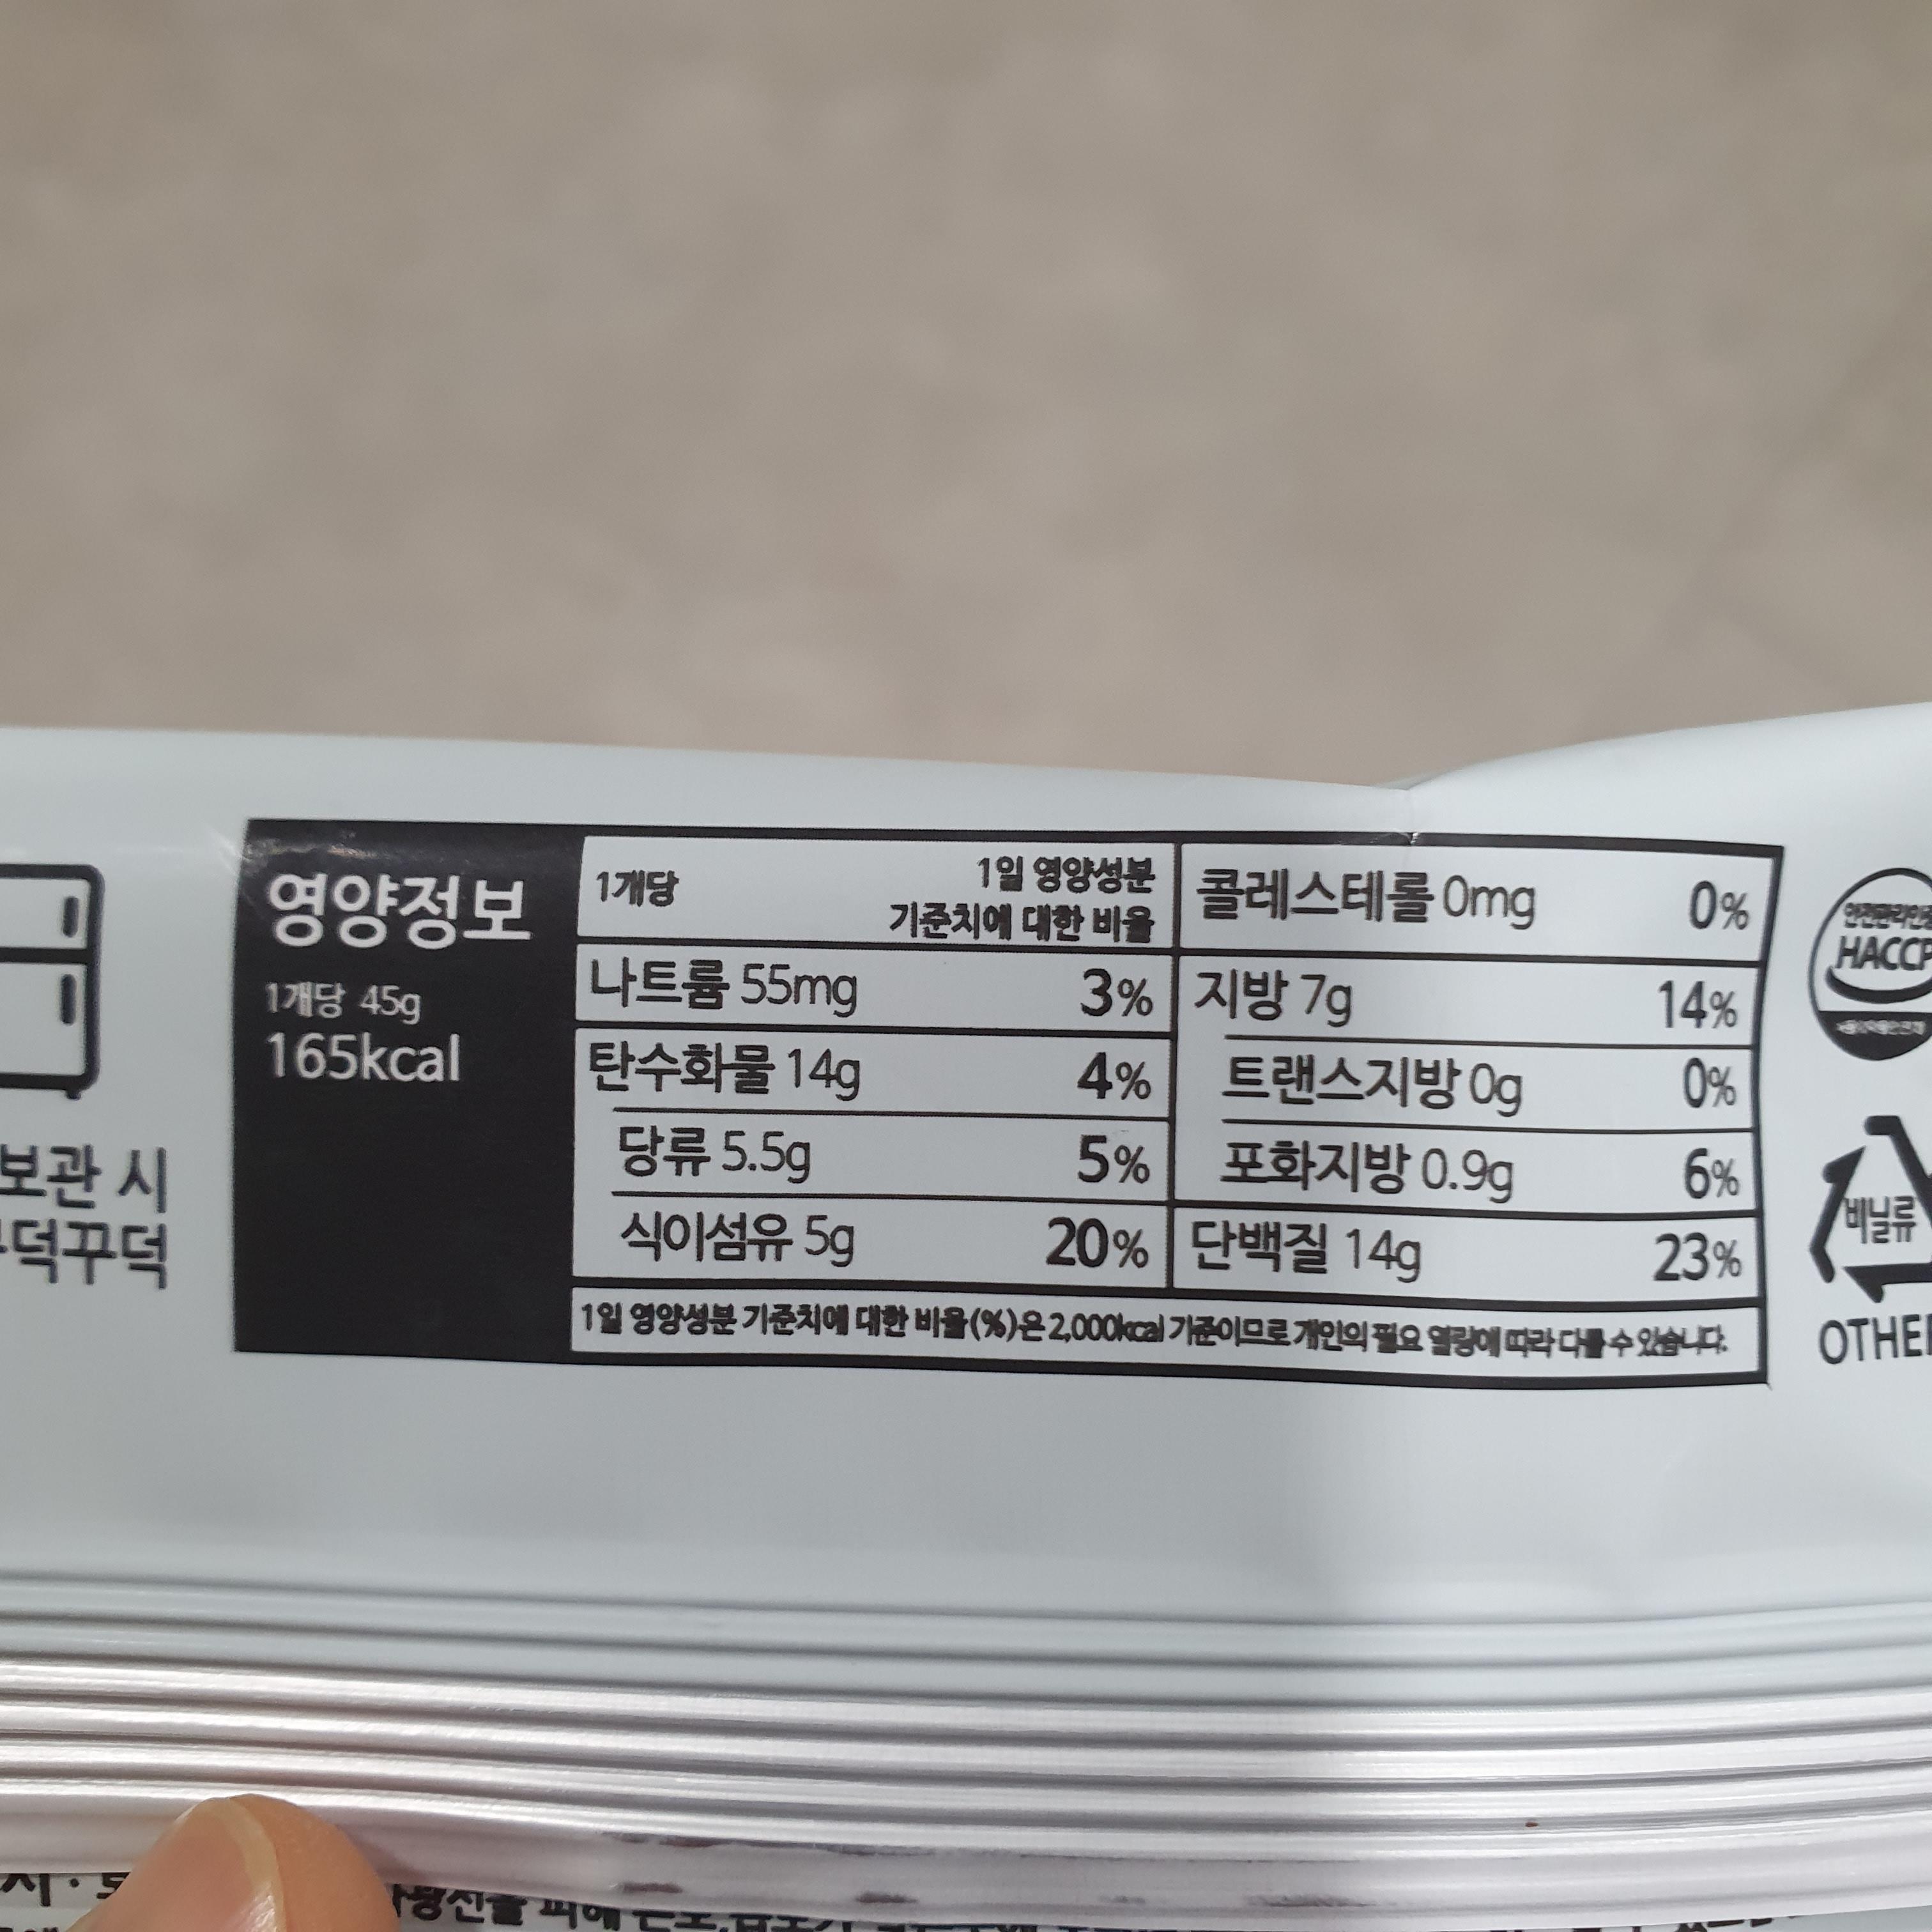 영양정보
1개당 45g
165kcal
1개당
1일 영양성분
기준치에 대한 비율
나트륨 55mg 3%
탄수화물 14g 4%
당류 5.5g 5%
식이섬유 5g 20%
콜레스테롤 0mg 0%
지방 7g 14%
트랜스지방 0g 0%
포화지방 0.9g 6%
단백질 14g 23%
1일 영양성분 기준치에 대한 비율(%)은 2,000kcal 기준이므로 개인의 필요 열량에 따라 다를 수 있습니다.
보관 시
덕꾸덕
HACCP
비닐류
OTHER
피해